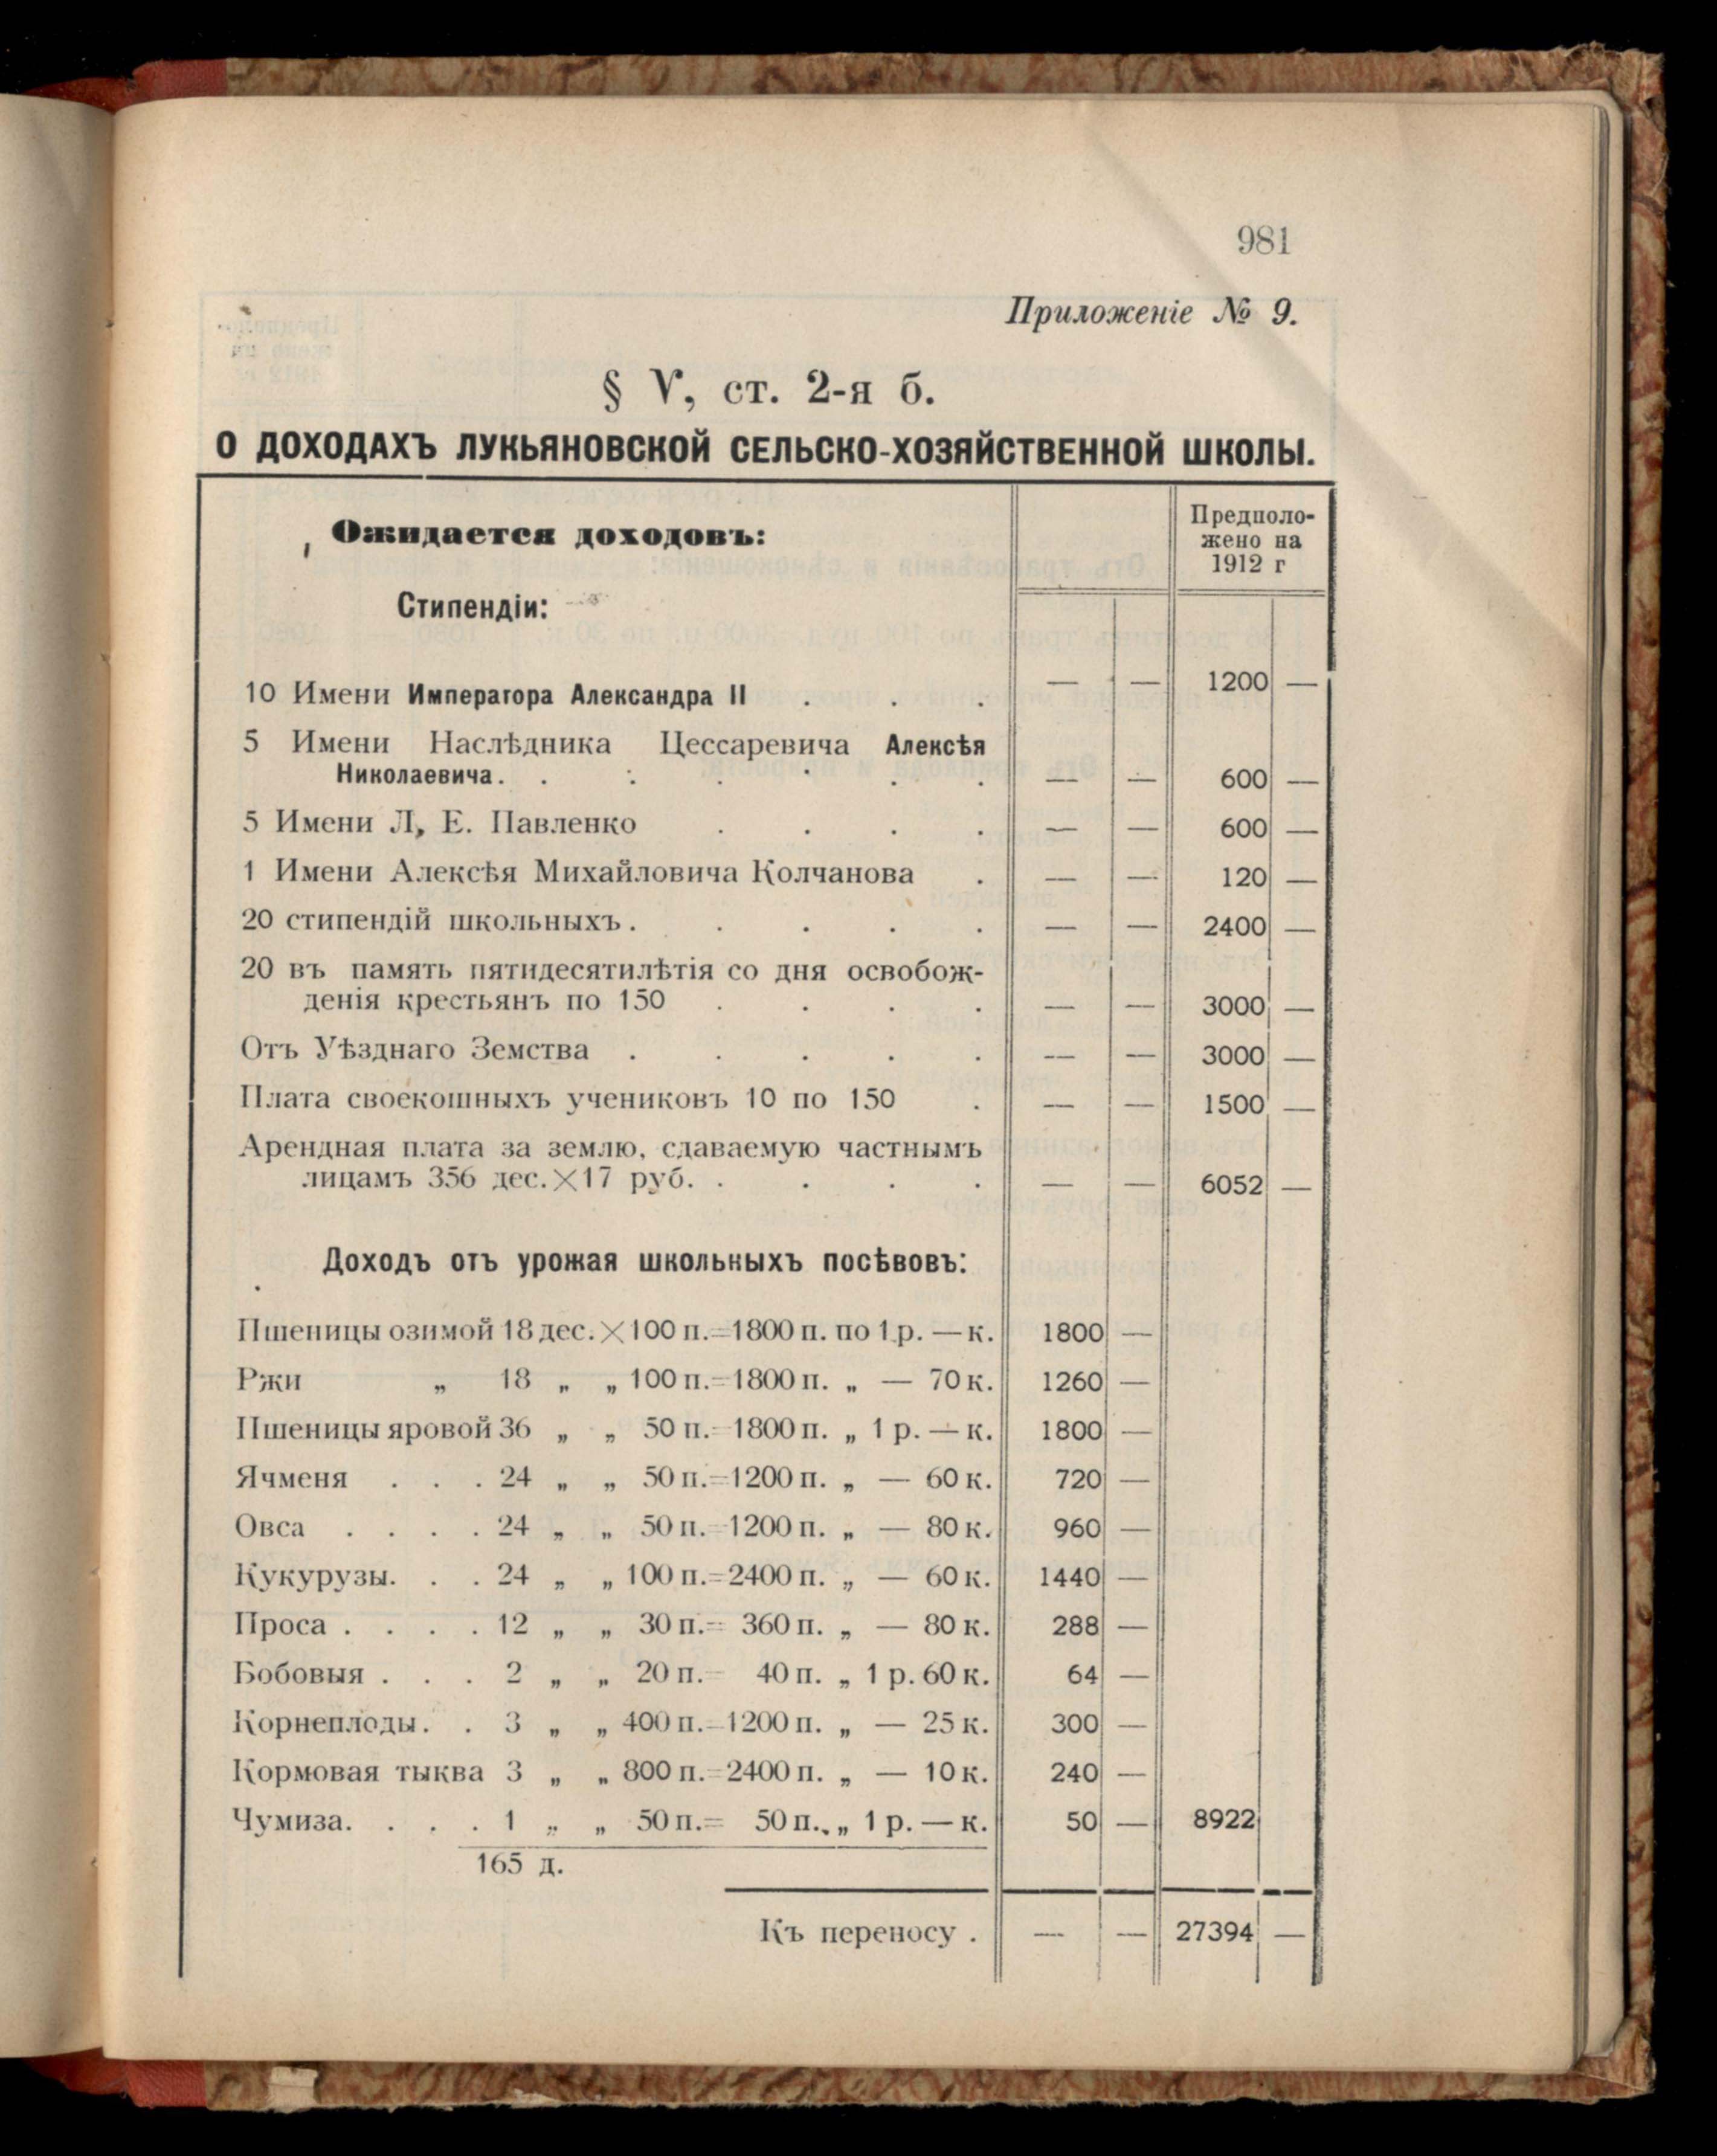 981
Приложеніе № 9.
§ V, ст. 2-я б.
О ДОХОДАХЪ ЛУКЬЯНОВСКОЙ СЕЛЬСКО-ХОЗЯЙСТВЕННОЙ ШКОЛЫ.
Ожидается доходовъ:
Предполо-
жено на
1912 г
Стипендіи:
10 Имени Императора Александра II . . . — — 1200 —
5 Имени Наслѣдника Цессаревича Алексѣя
Николаевича. . . . . . . — — 600 —
5 Имени Л, Е. Павленко . . . . — — 600 —
1 Имени Алексѣя Михайловича Колчанова . — — 120 —
20 стипендій школьныхъ . . . . . — — 2400 —
20 въ память пятидесятилѣтія со дня освобож-
денія крестьянъ по 150 . . . . — — 3000 —
Отъ Уѣзднаго Земства . . . . . — — 3000 —
Плата своекошныхъ учениковъ 10 по 150 . — — 1500 —
Арендная плата за землю, сдаваемую частнымъ
лицамъ 356 дес.×17 руб. . . . . — — 6052 —
Доходъ отъ урожая школьныхъ посѣвовъ:
Пшеницы озимой 18 дес.×100 п.=1800 п. по 1 р. — к. 1800 —
Ржи „ 18 „ „ 100 п.=1800 п. „ — 70 к. 1260 —
Пшеницы яровой 36 „ „ 50 п.=1800 п. „ 1 р. — к. 1800 —
Ячменя . . . 24 „ „ 50 п.=1200 п. „ — 60 к. 720 —
Овса . . . . 24 „ „ 50 п.=1200 п. „ — 80 к. 960 —
Кукурузы. . . 24 „ „ 100 п.=2400 п. „ — 60 к. 1440 —
Проса . . . . 12 „ „ 30 п.= 360 п. „ — 80 к. 288 —
Бобовыя . . . 2 „ „ 20 п.= 40 п. „ 1 р. 60 к. 64 —
Корнеплоды. . 3 „ „ 400 п.=1200 п. „ — 25 к. 300 —
Кормовая тыква 3 „ „ 800 п.=2400 п. „ — 10 к. 240 —
Чумиза. . . . 1 „ „ 50 п.= 50 п. „ 1 р. — к. 50 — 8922
165 д.
Къ переносу . — — 27394 —